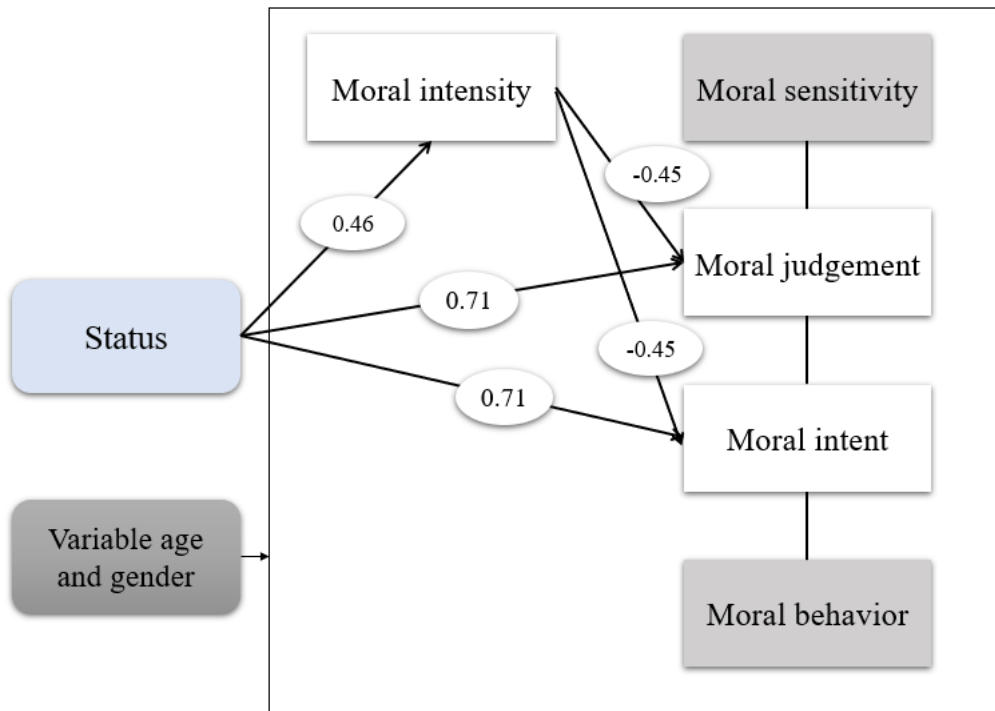 Moral intensity
Moral sensitivity
-0.45
0.46
Moral judgement
0.71
Status
-0.45
0.71
Moral intent
Variable age
and gender
Moral behavior